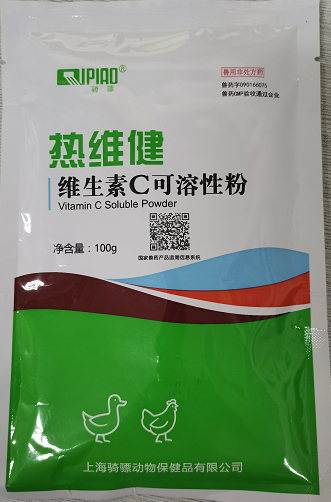 QIPIAO®
骑骠
兽用非处方药
兽药字090166075
兽药GMP验收通过企业
热维健
维生素C可溶性粉
Vitamin C Soluble Powder
净含量：100g
国家兽药产品追溯信息系统
上海骑骠动物保健品有限公司